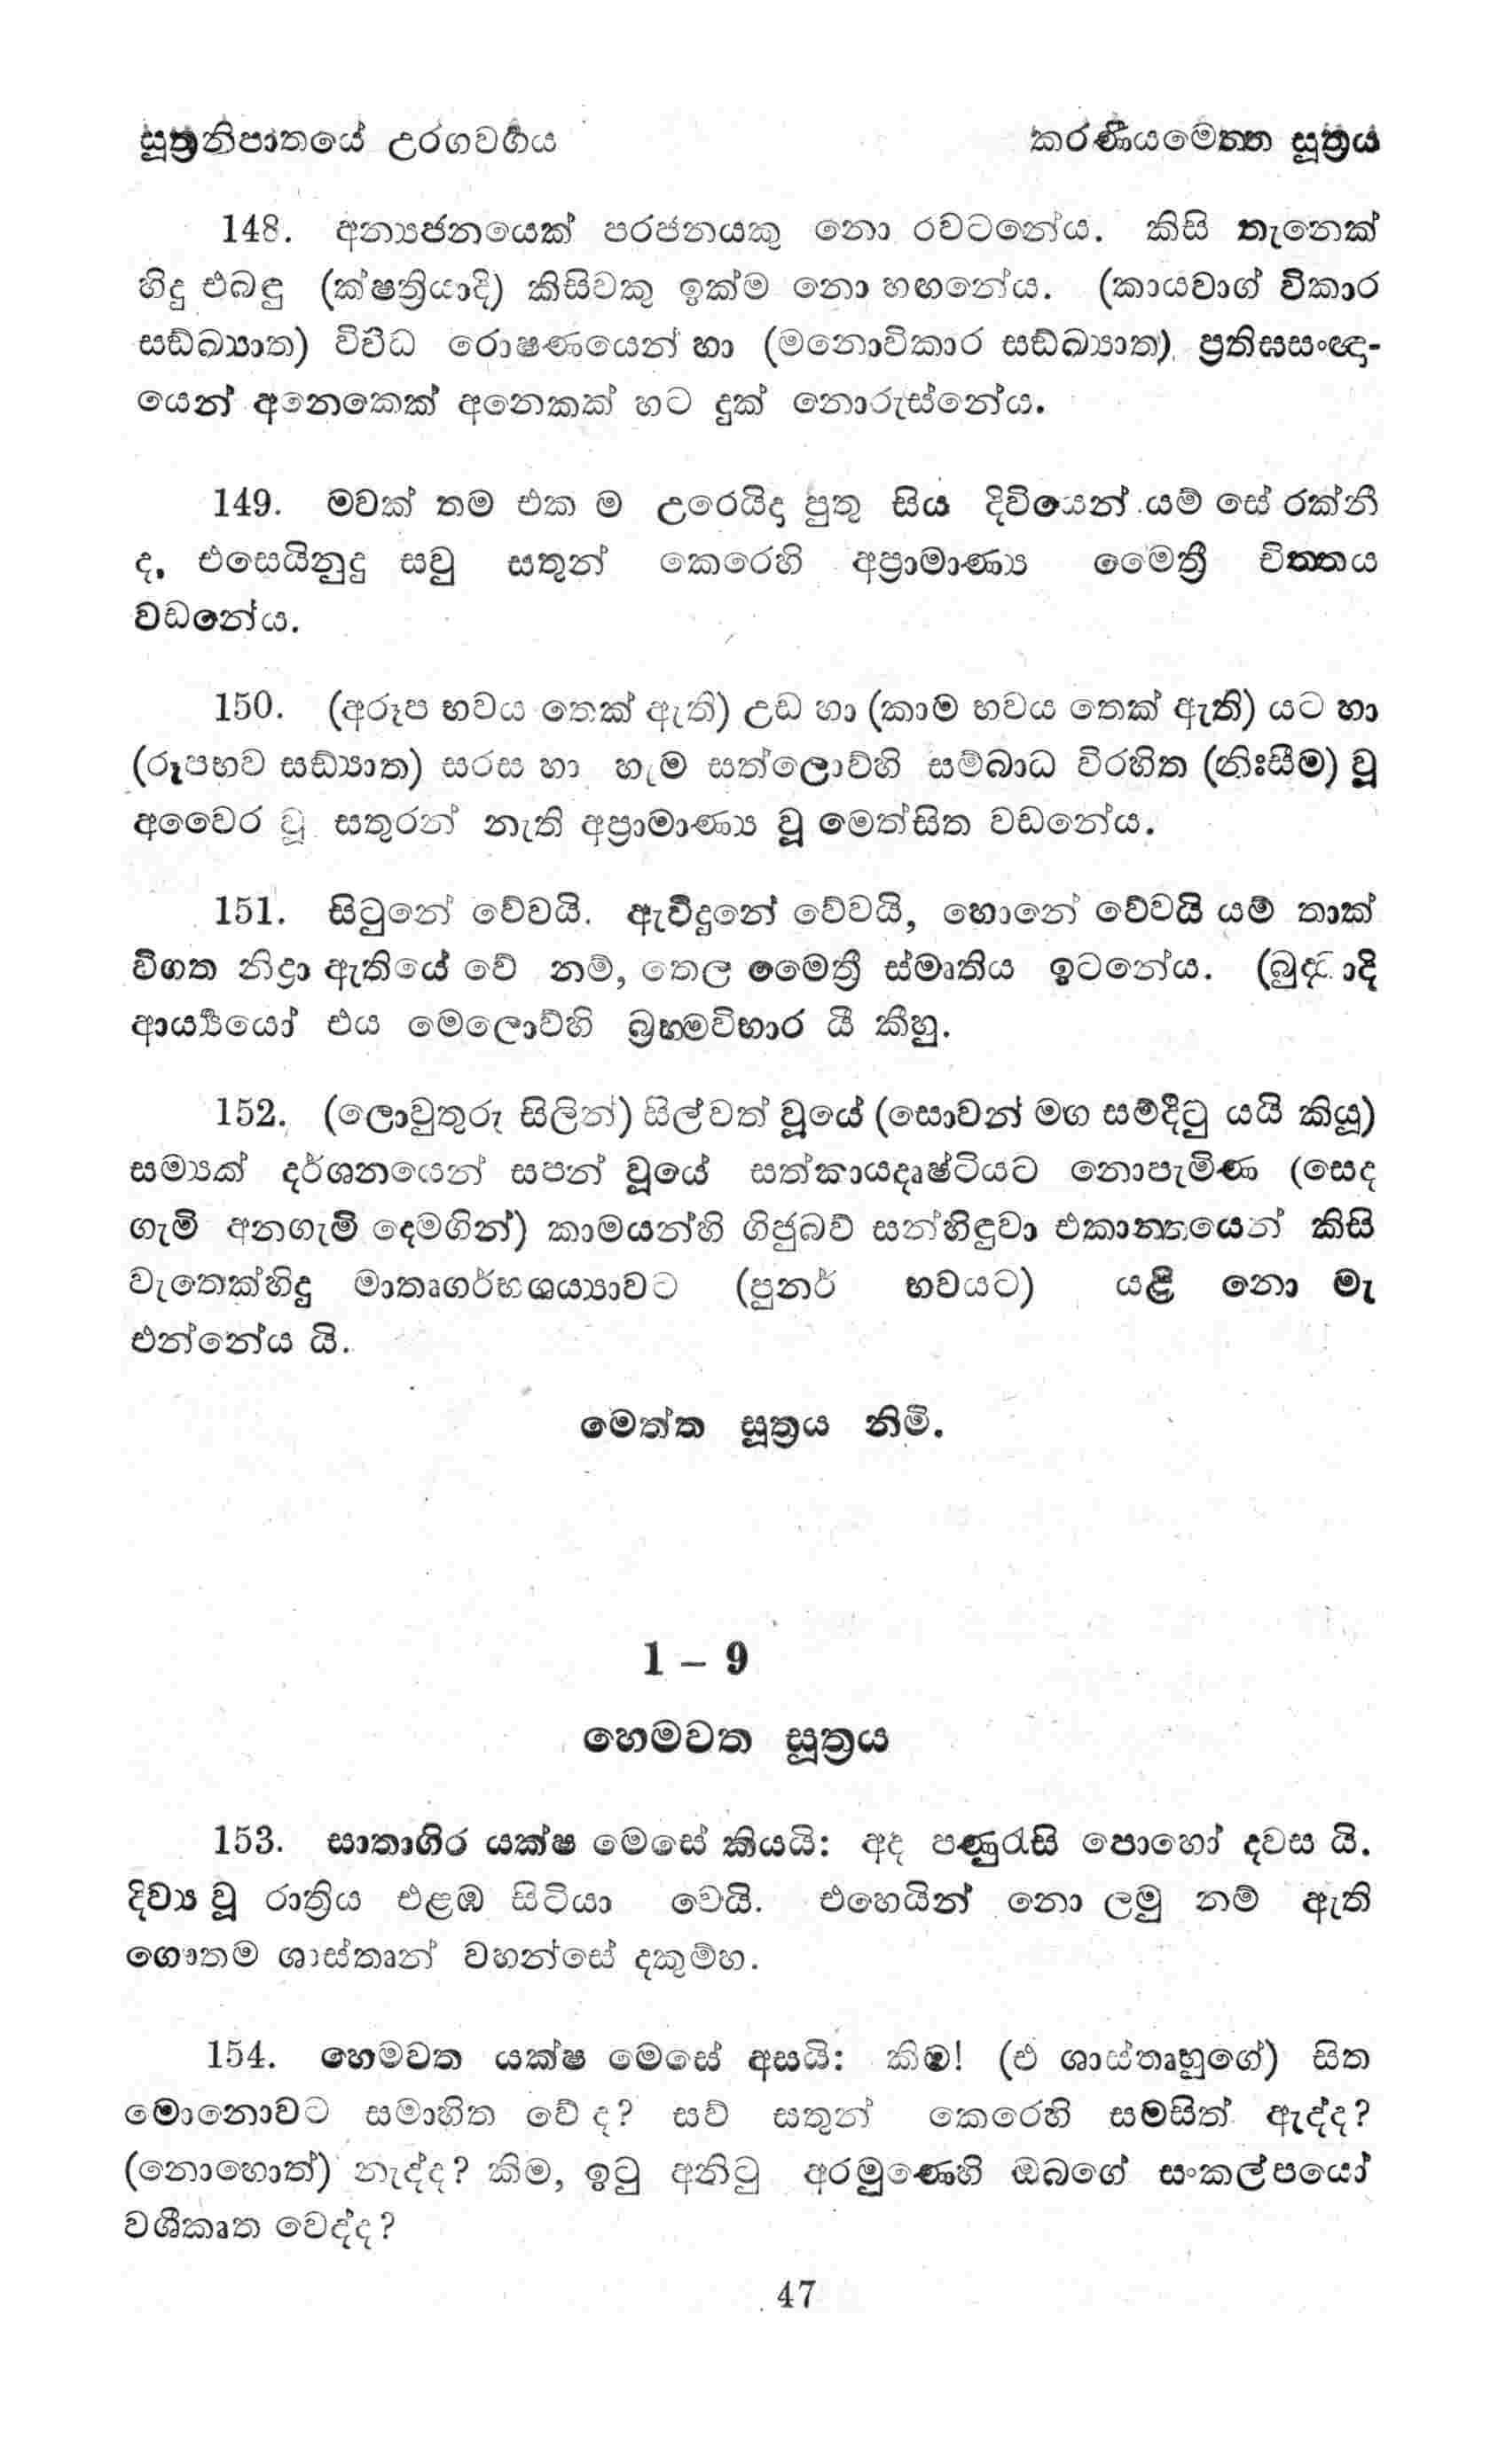 සූත්‍රනිපාතයේ උරගවර්‍ගය
කරණීයමෙත්ත සූත්‍රය
148. අන්‍යජනයෙක් පරජනයකු නො රවටනේය. කිසි තැනෙක්
හිදු එබඳු (ක්ෂත්‍රියාදි) කිසිවකු ඉක්ම නො හඟනේය. (කායවාග් විකාර
සඞ්ඛ්‍යාත) විවිධ රොෂණයෙන් හා (මනොවිකාර සඞ්ඛ්‍යාත) ප්‍රතිඝසංඥා-
යෙන් අනෙකෙක් අනෙකක් හට දුක් නොරුස්නේය.
149. මවක් තම එක ම උරෙයිදා පුතු සිය දිවියෙන් යම් සේ රක්නී
ද, එසෙයිනුදු සවු සතුන් කෙරෙහි අප්‍රාමාණ්‍ය මෛත්‍රී චිත්තය
වඩනේය.
150. (අරූප භවය තෙක් ඇති) උඩ හා (කාම භවය තෙක් ඇති) යට හා
(රූපභව සඞ්‍යාත) සරස හා හැම සත්ලොව්හි සම්බාධ විරහිත (නිඃසීම) වූ
අවෛර වූ සතුරන් නැති අප්‍රාමාණ්‍ය වූ මෙත්සිත වඩනේය.
151. සිටුනේ වේවයි. ඇවිදුනේ වේවයි, හොනේ වේවයි යම් තාක්
විගත නිද්‍රා ඇතියේ වේ නම්, තෙල මෛත්‍රී ස්මෘතිය ඉටනේය. (බුද්ධාදි
ආර්‍ය්‍යයෝ එය මෙලොව්හි බ්‍රහ්මවිහාර යී කීහු.
152. (ලොවුතුරු සිලින්) සිල්වත් වූයේ (සොවන් මග සම්දිටු යයි කියූ)
සම්‍යක් දර්ශනයෙන් සපන් වූයේ සත්කායදෘෂ්ටියට නොපැමිණ (සෙද
ගැමි අනගැමි දෙමගින්) කාමයන්හි ගිජුබව් සන්හිඳුවා එකාන්තයෙන් කිසි
වැතෙක්හිදු මාතෘගර්භශය්‍යාවට (පුනර් භවයට) යළි නො මැ
එන්නේය යි.
මෙත්ත සූත්‍රය නිමි.
1 – 9
හෙමවත සූත්‍රය
153. සාතාගිර යක්ෂ මෙසේ කියයි: අද පණුරැසි පොහෝ දවස යි.
දිව්‍ය වූ රාත්‍රිය එළඹ සිටියා වෙයි. එහෙයින් නො ලමු නම් ඇති
ගෞතම ශාස්තෘන් වහන්සේ දකුම්හ.
154. හෙමවත යක්ෂ මෙසේ අසයි: කිම! (එ ශාස්තෘහුගේ) සිත
මොනොවට සමාහිත වේ ද? සව් සතුන් කෙරෙහි සමසිත් ඇද්ද?
(නොහොත්) නැද්ද? කිම, ඉටු අනිටු අරමුණෙහි ඔබගේ සංකල්පයෝ
වශීකෘත වෙද්ද?
47